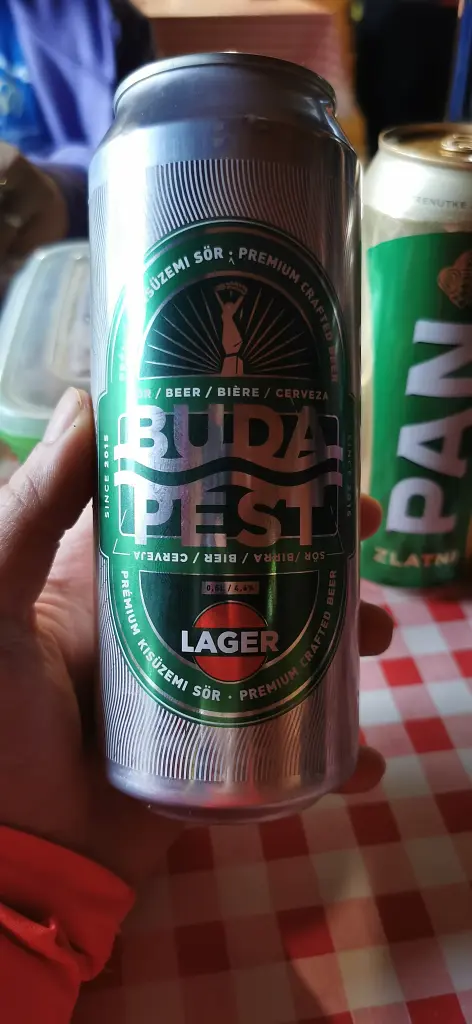 KISÜZEMI SÖR · PREMIUM CRAFTED BEER
SÖR / BEER / BIÈRE / CERVEZA
BUDA
PEST
SÖR / BIRRA / BIER / CERVEJA
0,5L / 4,4%
LAGER
PRÉMIUM KISÜZEMI SÖR · PREMIUM CRAFTED BEER
SINCE 2015
PAN
ZLATNI